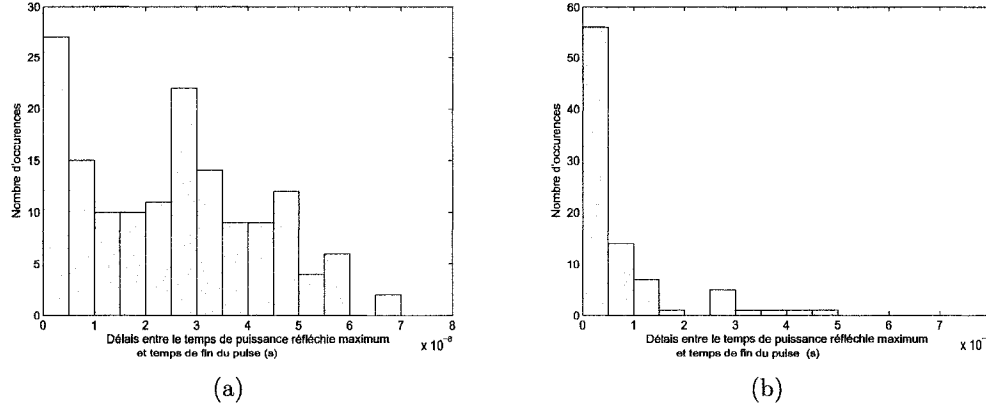 30
25
20
15
10
5
0
0 1 2 3 4 5 6 7 8
Nombre d'occurences
Délais entre le temps de puissance réfléchie maximum
et temps de fin du pulse (s)
x 10⁻⁸
(a)
60
50
40
30
20
10
0
0 1 2 3 4 5 6 7 8
Nombre d'occurences
Délais entre le temps de puissance réfléchie maximum
et temps de fin du pulse (s)
x 10⁻
(b)